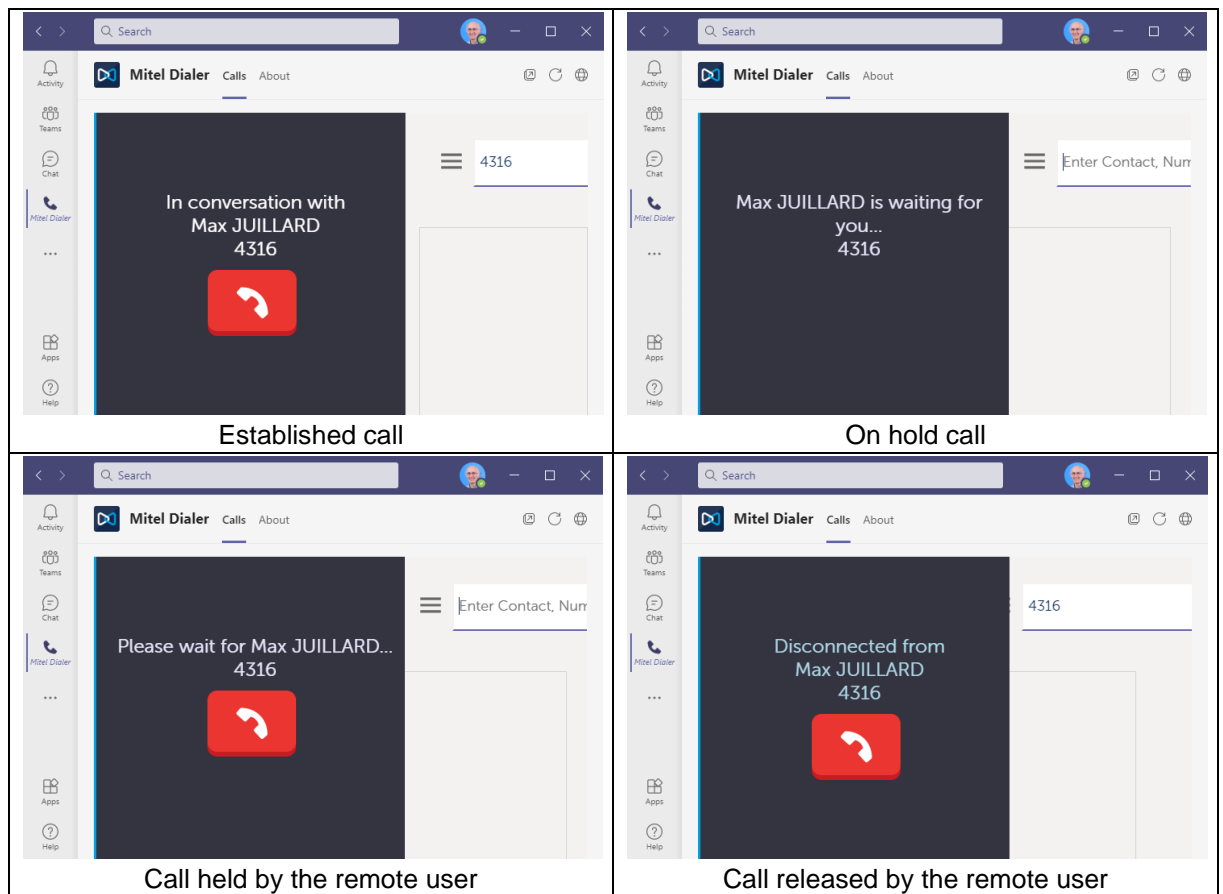 Search
Activity
Mitel Dialer Calls About
Teams
In conversation with
4316
Chat
Max JUILLARD
Mitel Dialer
4316
...
Apps
Help
Established call
Search
Activity
Mitel Dialer Calls About
Teams
Enter Contact, Num
Chat
Max JUILLARD is waiting for
you...
Mitel Dialer
4316
...
Apps
Help
On hold call
Search
Activity
Mitel Dialer Calls About
Teams
Enter Contact, Num
Chat
Please wait for Max JUILLARD...
Mitel Dialer
4316
...
Apps
Help
Call held by the remote user
Search
Activity
Mitel Dialer Calls About
Teams
4316
Chat
Disconnected from
Mitel Dialer
Max JUILLARD
4316
...
Apps
Help
Call released by the remote user